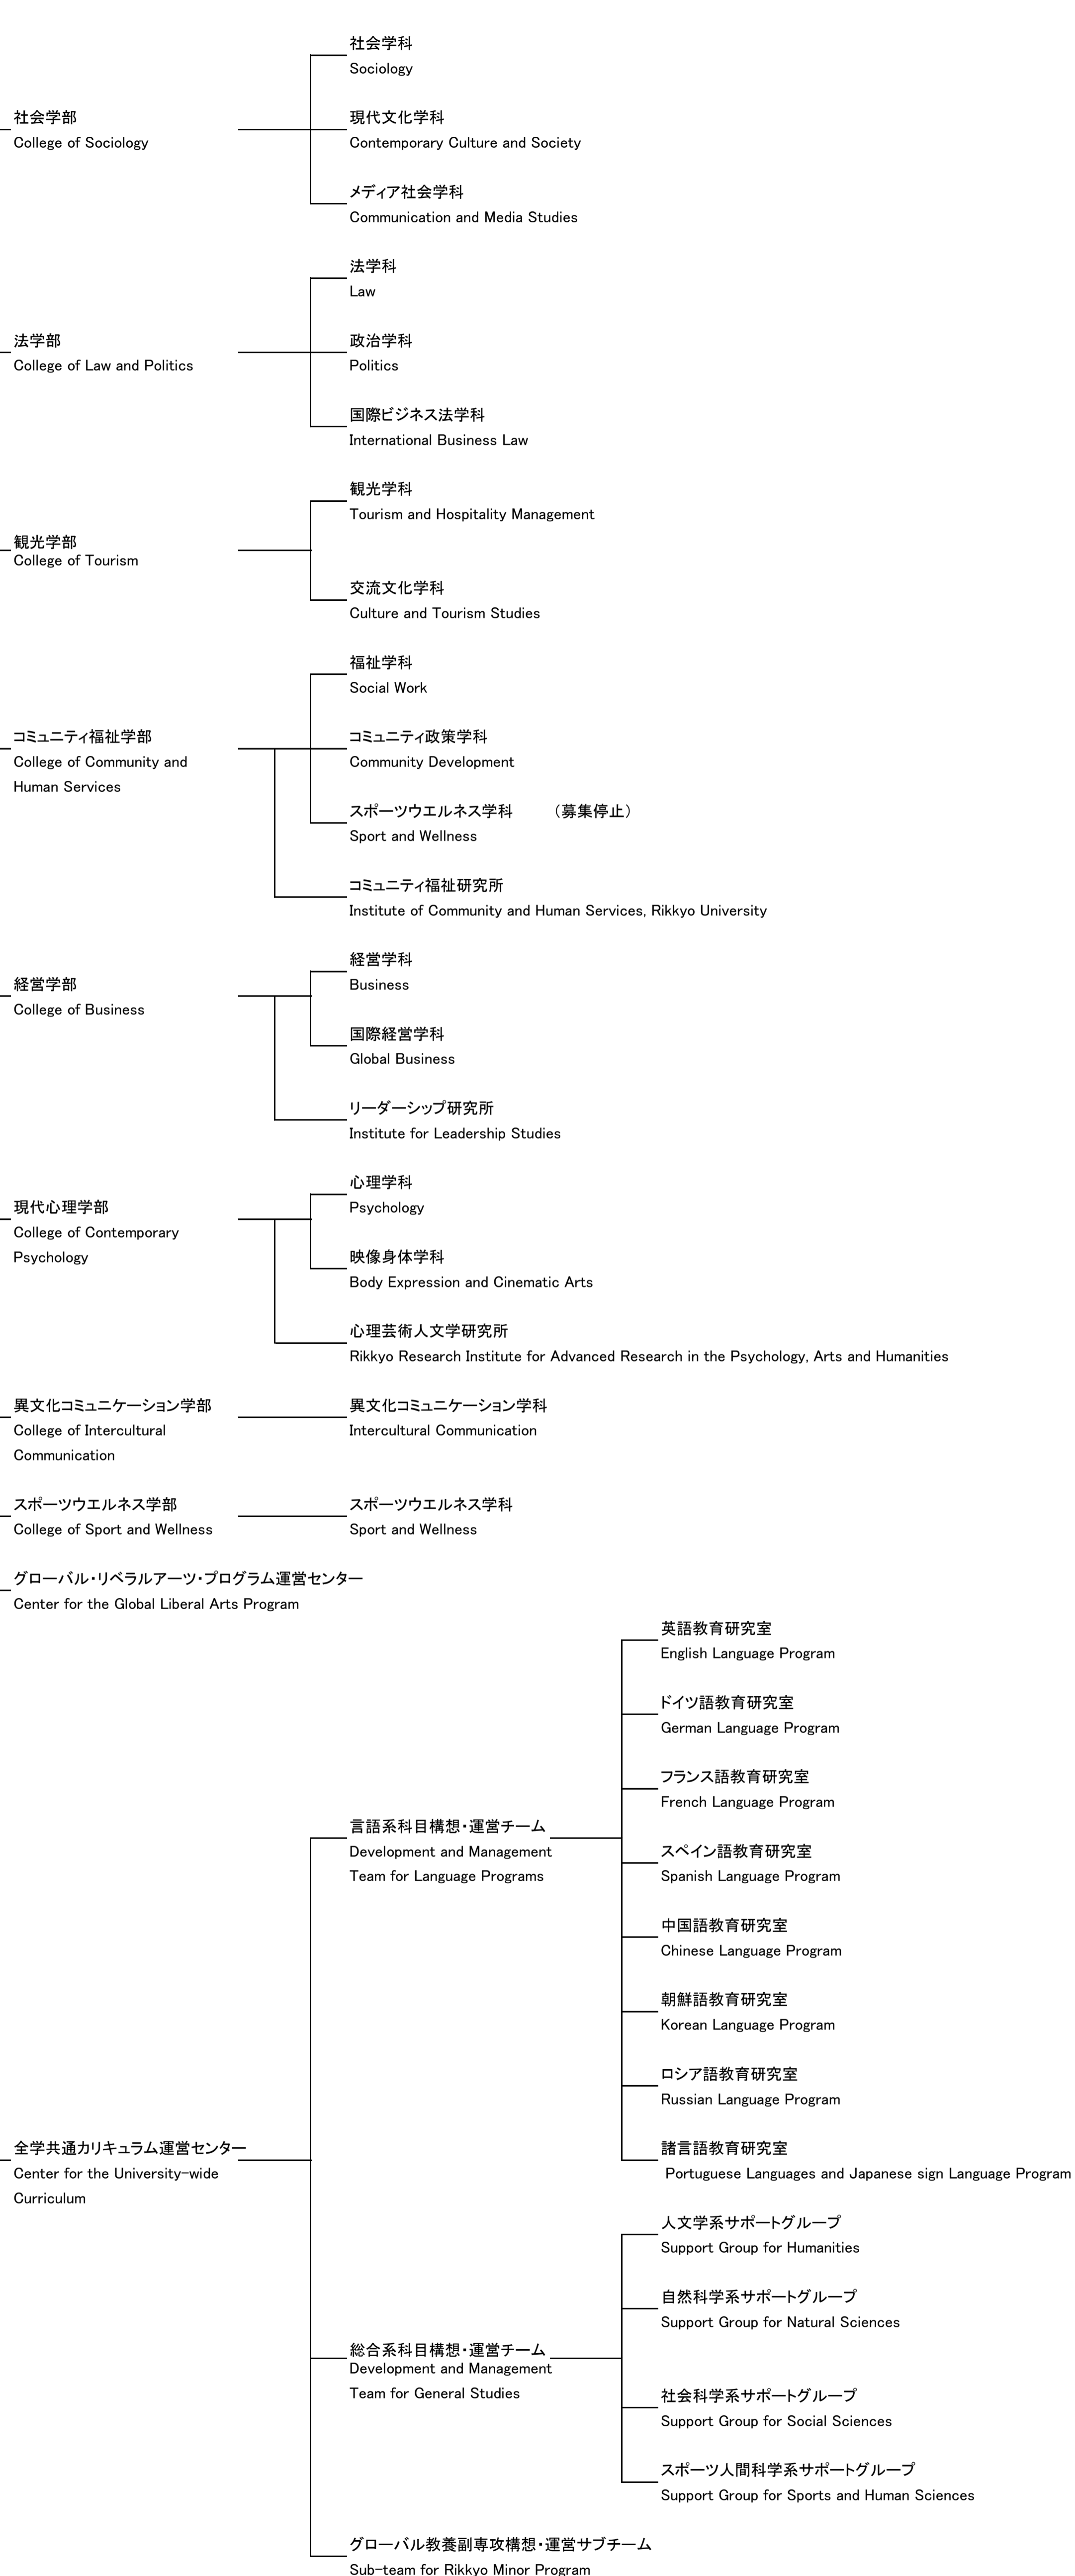 社会学科
Sociology
社会学部
College of Sociology
現代文化学科
Contemporary Culture and Society
メディア社会学科
Communication and Media Studies
法学科
Law
法学部
College of Law and Politics
政治学科
Politics
国際ビジネス法学科
International Business Law
観光学科
Tourism and Hospitality Management
観光学部
College of Tourism
交流文化学科
Culture and Tourism Studies
福祉学科
Social Work
コミュニティ福祉学部
College of Community and
Human Services
コミュニティ政策学科
Community Development
スポーツウエルネス学科 （募集停止）
Sport and Wellness
コミュニティ福祉研究所
Institute of Community and Human Services, Rikkyo University
経営学科
Business
経営学部
College of Business
国際経営学科
Global Business
リーダーシップ研究所
Institute for Leadership Studies
心理学科
Psychology
現代心理学部
College of Contemporary
Psychology
映像身体学科
Body Expression and Cinematic Arts
心理芸術人文学研究所
Rikkyo Research Institute for Advanced Research in the Psychology, Arts and Humanities
異文化コミュニケーション学部
College of Intercultural
Communication
異文化コミュニケーション学科
Intercultural Communication
スポーツウエルネス学部
College of Sport and Wellness
スポーツウエルネス学科
Sport and Wellness
グローバル・リベラルアーツ・プログラム運営センター
Center for the Global Liberal Arts Program
英語教育研究室
English Language Program
ドイツ語教育研究室
German Language Program
フランス語教育研究室
French Language Program
言語系科目構想・運営チーム
Development and Management
Team for Language Programs
スペイン語教育研究室
Spanish Language Program
中国語教育研究室
Chinese Language Program
朝鮮語教育研究室
Korean Language Program
ロシア語教育研究室
Russian Language Program
全学共通カリキュラム運営センター
Center for the University-wide
Curriculum
諸言語教育研究室
Portuguese Languages and Japanese sign Language Program
人文学系サポートグループ
Support Group for Humanities
自然科学系サポートグループ
Support Group for Natural Sciences
総合系科目構想・運営チーム
Development and Management
Team for General Studies
社会科学系サポートグループ
Support Group for Social Sciences
スポーツ人間科学系サポートグループ
Support Group for Sports and Human Sciences
グローバル教養副専攻構想・運営サブチーム
Sub-team for Rikkyo Minor Program